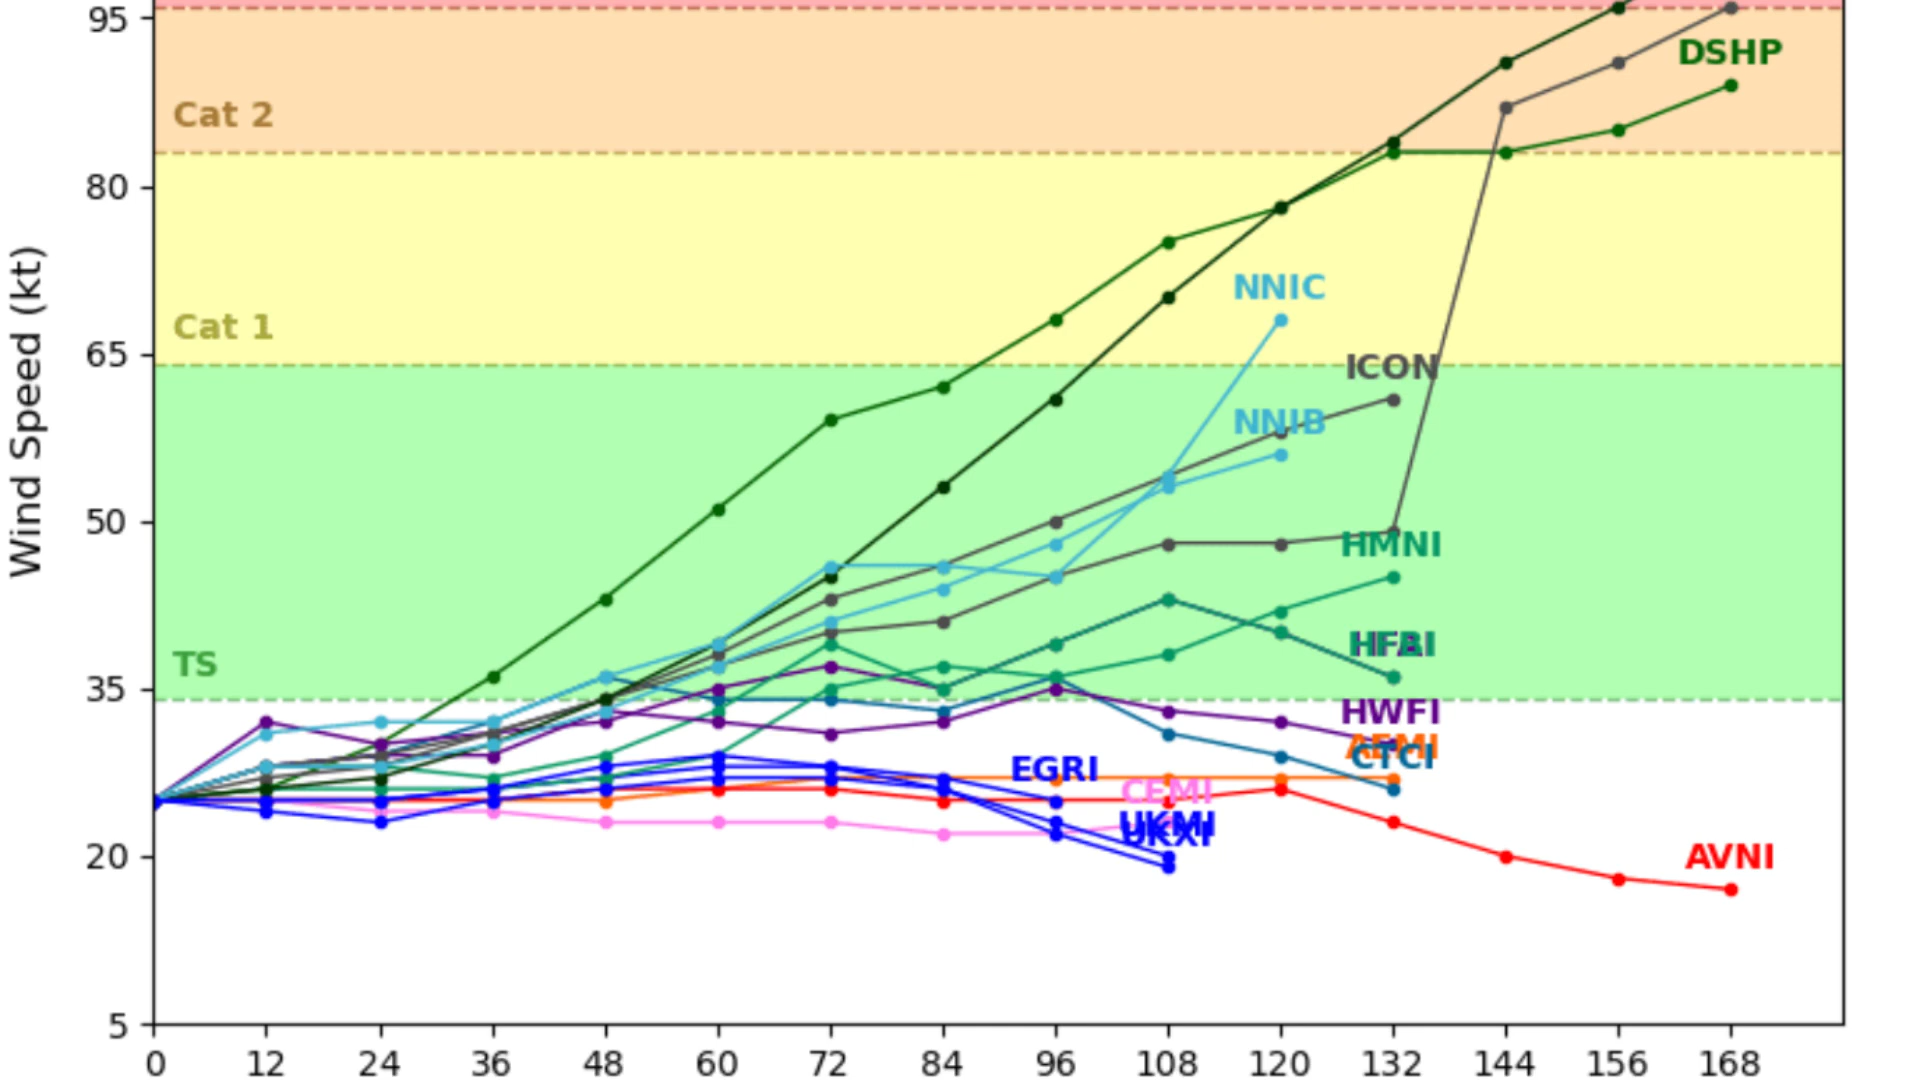 95
DSHP
Cat 2
80
NNIC
Cat 1
65
ICON
NNIB
Wind Speed (kt)
50
HMNI
TS
35
HWFI
AEMI
CTCI
EGRI
CEMI
UKMI
UKXI
20
AVNI
5
0 12 24 36 48 60 72 84 96 108 120 132 144 156 168